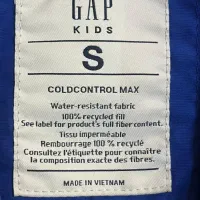 GAP
KIDS
S
COLDCONTROL MAX
Water-resistant fabric
100% recycled fill
See label for product's full fiber content.
Tissu imperméable
Rembourrage 100 % recyclé
Consultez l'étiquette pour connaître
la composition exacte des fibres.
MADE IN VIETNAM